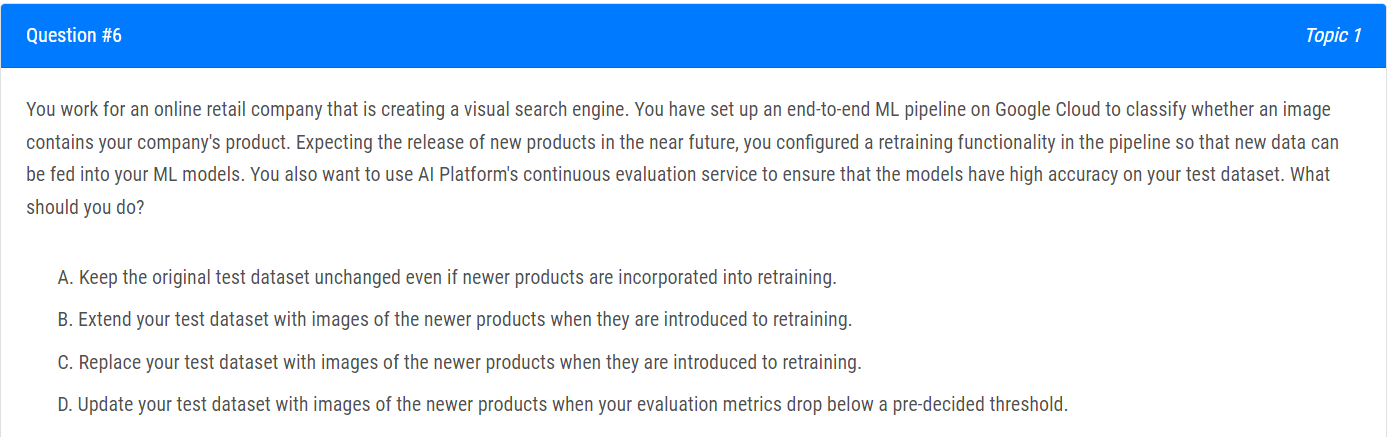 Question #6
Topic 1
You work for an online retail company that is creating a visual search engine. You have set up an end-to-end ML pipeline on Google Cloud to classify whether an image
contains your company's product. Expecting the release of new products in the near future, you configured a retraining functionality in the pipeline so that new data can
be fed into your ML models. You also want to use AI Platform's continuous evaluation service to ensure that the models have high accuracy on your test dataset. What
should you do?
A. Keep the original test dataset unchanged even if newer products are incorporated into retraining.
B. Extend your test dataset with images of the newer products when they are introduced to retraining.
C. Replace your test dataset with images of the newer products when they are introduced to retraining.
D. Update your test dataset with images of the newer products when your evaluation metrics drop below a pre-decided threshold.